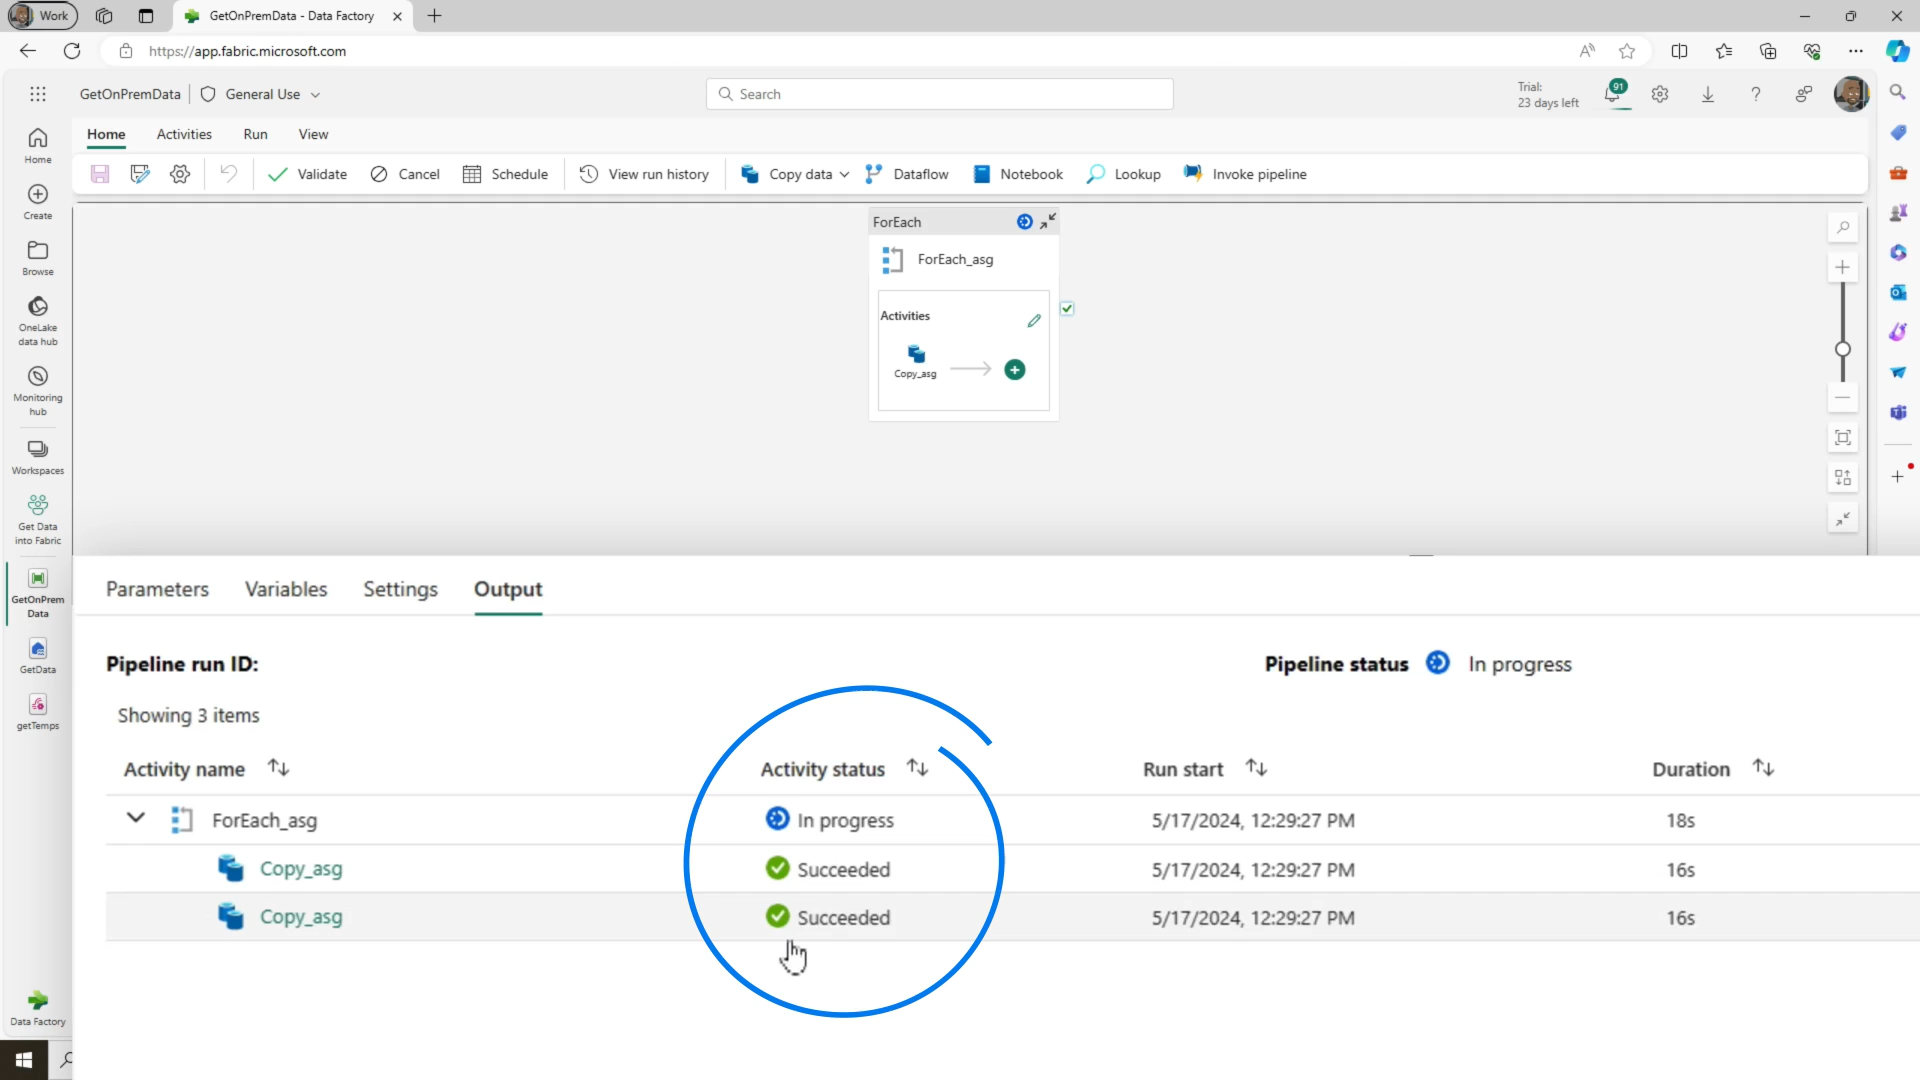 Work
GetOnPremData - Data Factory
https://app.fabric.microsoft.com
GetOnPremData
General Use
Search
Trial:
23 days left
91
Home
Activities
Run
View
Validate
Cancel
Schedule
View run history
Copy data
Dataflow
Notebook
Lookup
Invoke pipeline
Home
Create
Browse
OneLake
data hub
Monitoring
hub
Workspaces
Get Data
into Fabric
GetOnPrem
Data
GetData
getTemps
Data Factory
ForEach
ForEach_asg
Activities
Copy_asg
Parameters
Variables
Settings
Output
Pipeline run ID:
Pipeline status
In progress
Showing 3 items
Activity name
Activity status
Run start
Duration
ForEach_asg
In progress
5/17/2024, 12:29:27 PM
18s
Copy_asg
Succeeded
5/17/2024, 12:29:27 PM
16s
Copy_asg
Succeeded
5/17/2024, 12:29:27 PM
16s